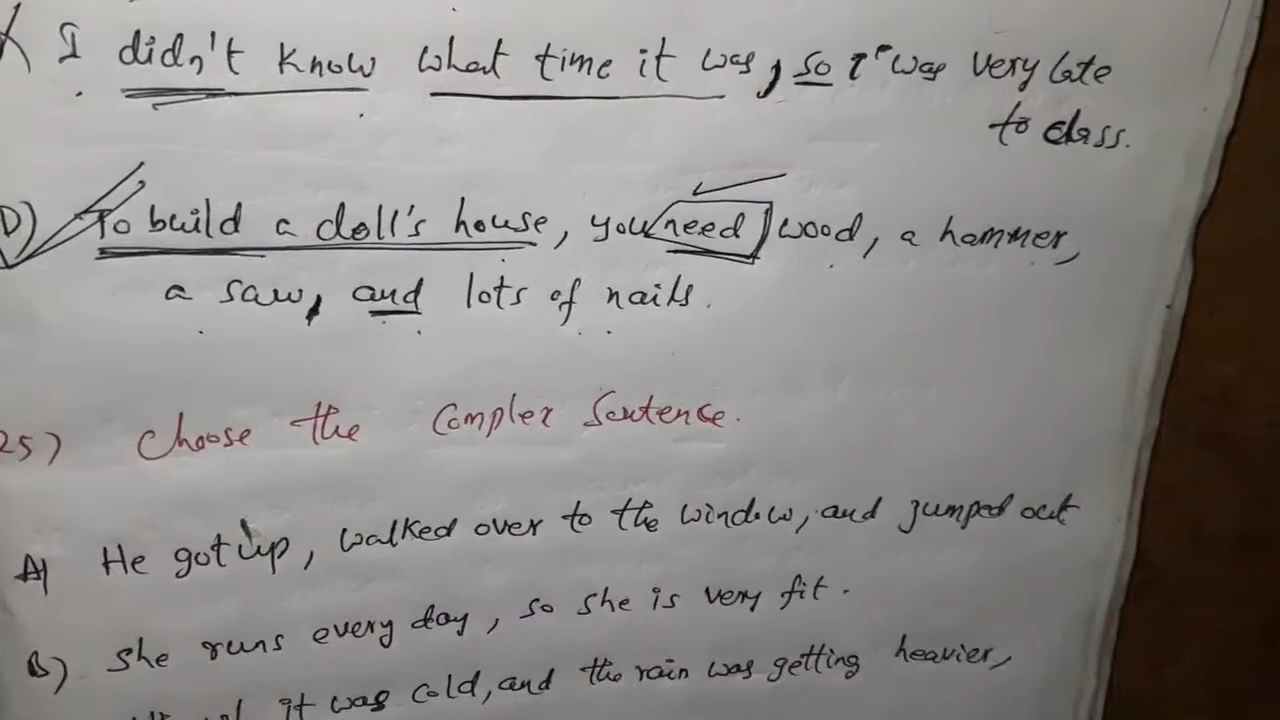 I didn't know what time it was, so I was very late
to class.
D) To build a doll's house, you need wood, a hammer,
a saw, and lots of nails.
25) Choose the Complex Sentence.
A) He got up, walked over to the window, and jumped out
B) She runs every day, so she is very fit.
it was cold, and the rain was getting heavier,